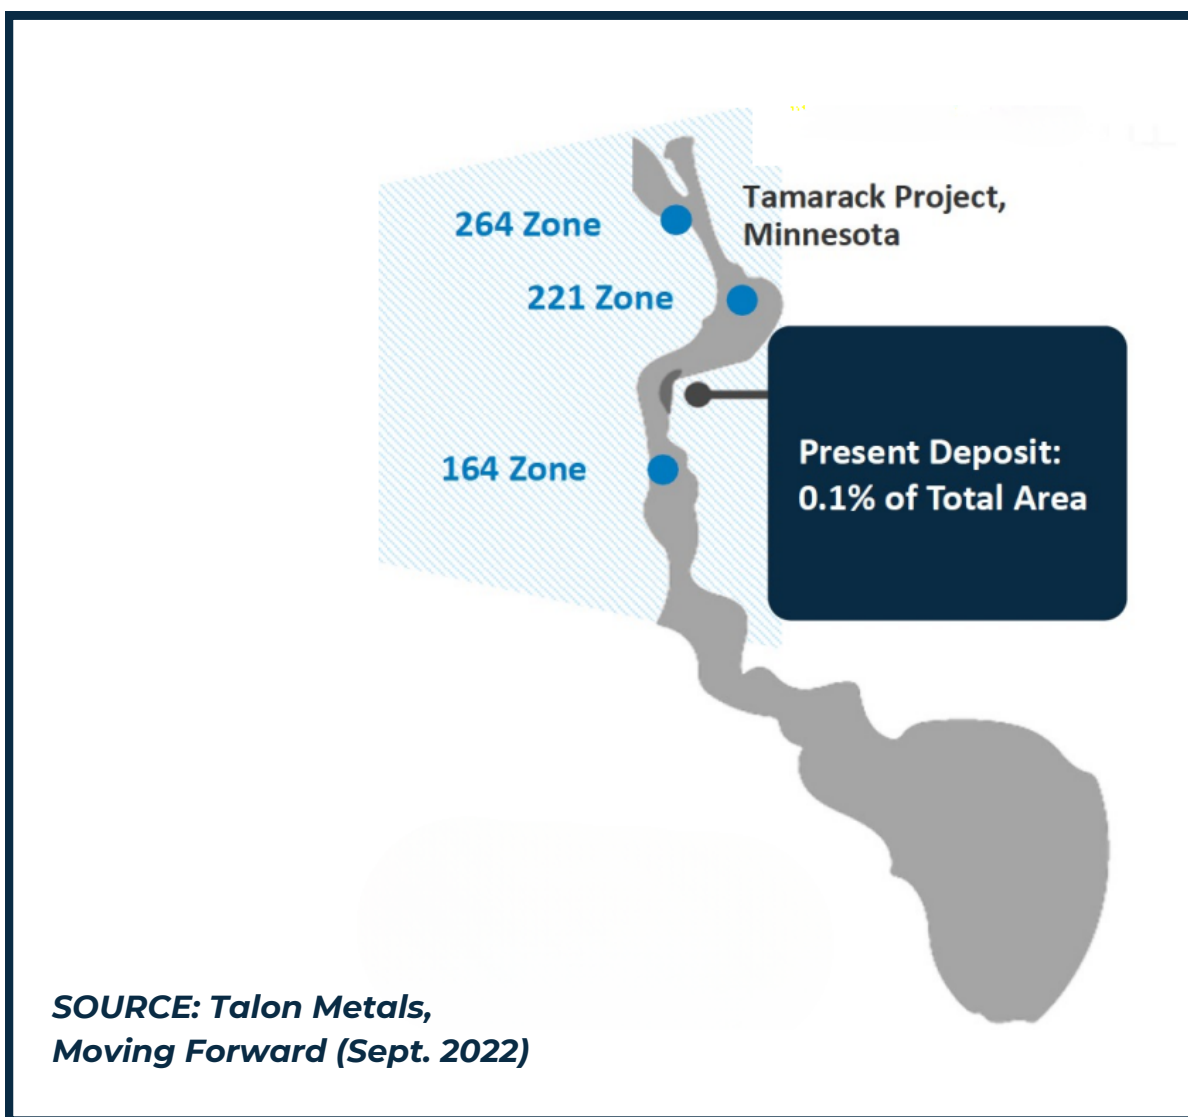 264 Zone
Tamarack Project,
Minnesota
221 Zone
164 Zone
Present Deposit:
0.1% of Total Area
SOURCE: Talon Metals,
Moving Forward (Sept. 2022)